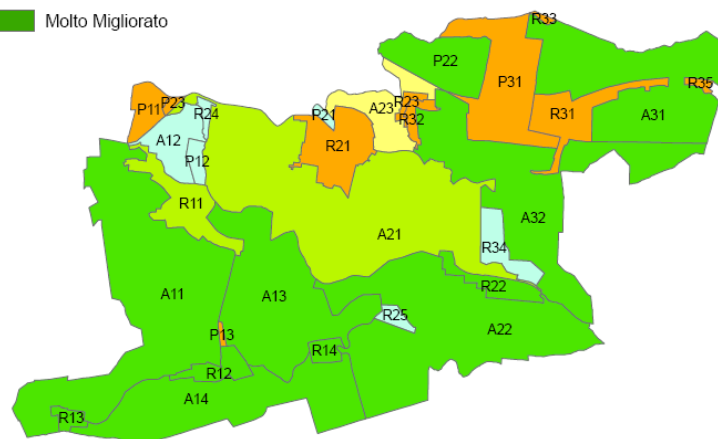 Molto Migliorato
R33
P22
P31
R35
P11
P23
R24
P21
A23
R23
R32
R31
A31
A12
P12
R21
R11
A32
A21
R34
R22
A11
A13
R25
P13
A22
R14
R12
A14
R13